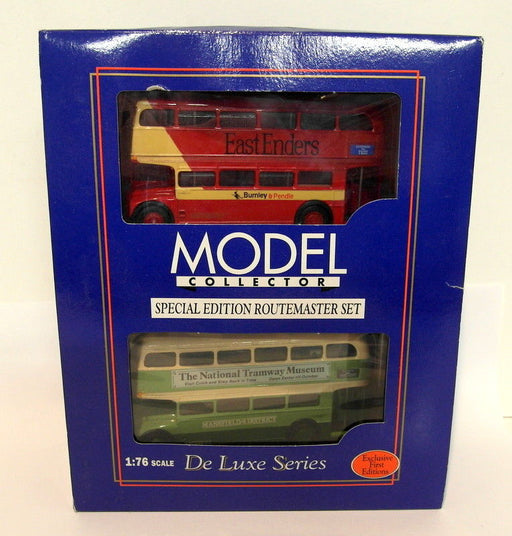 EastEnders
Burnley & Pendle
MODEL
COLLECTOR
SPECIAL EDITION ROUTEMASTER SET
The National Tramway Museum
MANSFIELD DISTRICT
1:76 SCALE De Luxe Series
Exclusive
First
Editions